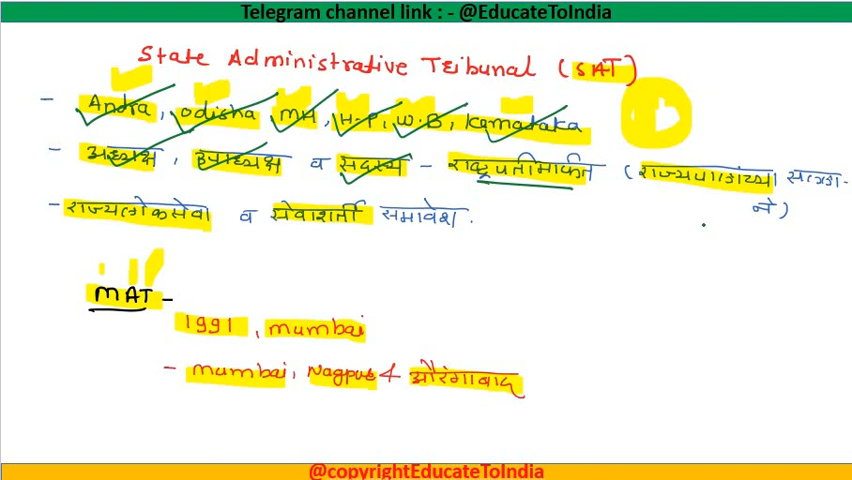 Telegram channel link : - @EducateToIndia
State Administrative Tribunal (SAT)
- Andra, odisha MH, H.P, W.B, Karnataka
- अध्यक्ष, उपाध्यक्ष व सदस्य - राष्ट्रपतीमार्फत (राज्यपालांच्या सल्ल्या-
ने)
- राज्यलोकसेवा व सेवाशर्ती समावेश.
MAT -
1991, mumbai
- mumbai, Nagpur & औरंगाबाद
@copyrightEducateToIndia